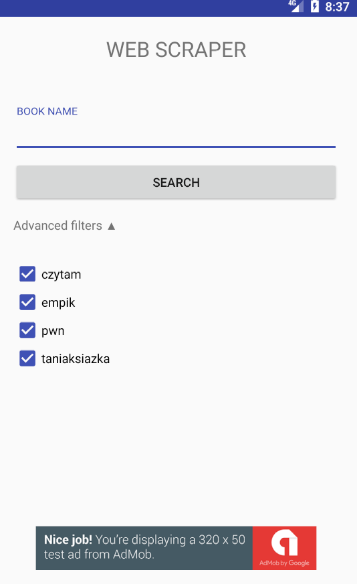 4G 8:37
WEB SCRAPER
BOOK NAME
SEARCH
Advanced filters ▲
czytam
empik
pwn
taniaksiazka
Nice job! You're displaying a 320 x 50
test ad from AdMob.
AdMob by Google